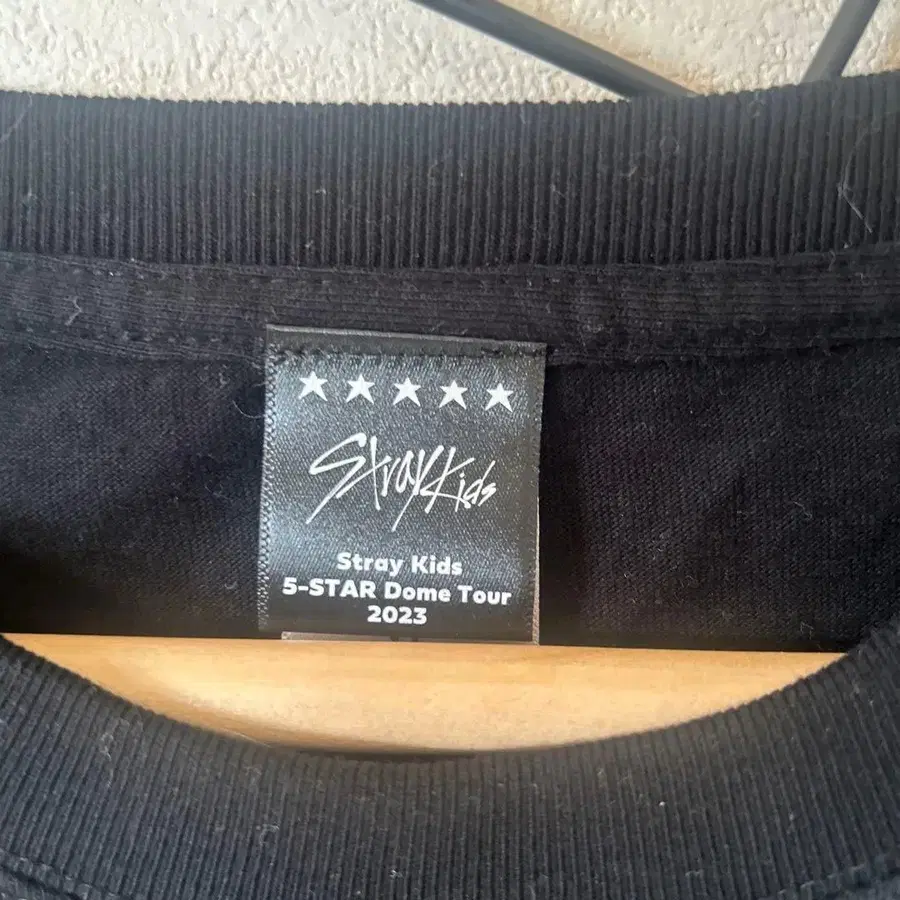 ★★★★★
Stray Kids
Stray Kids
5-STAR Dome Tour
2023